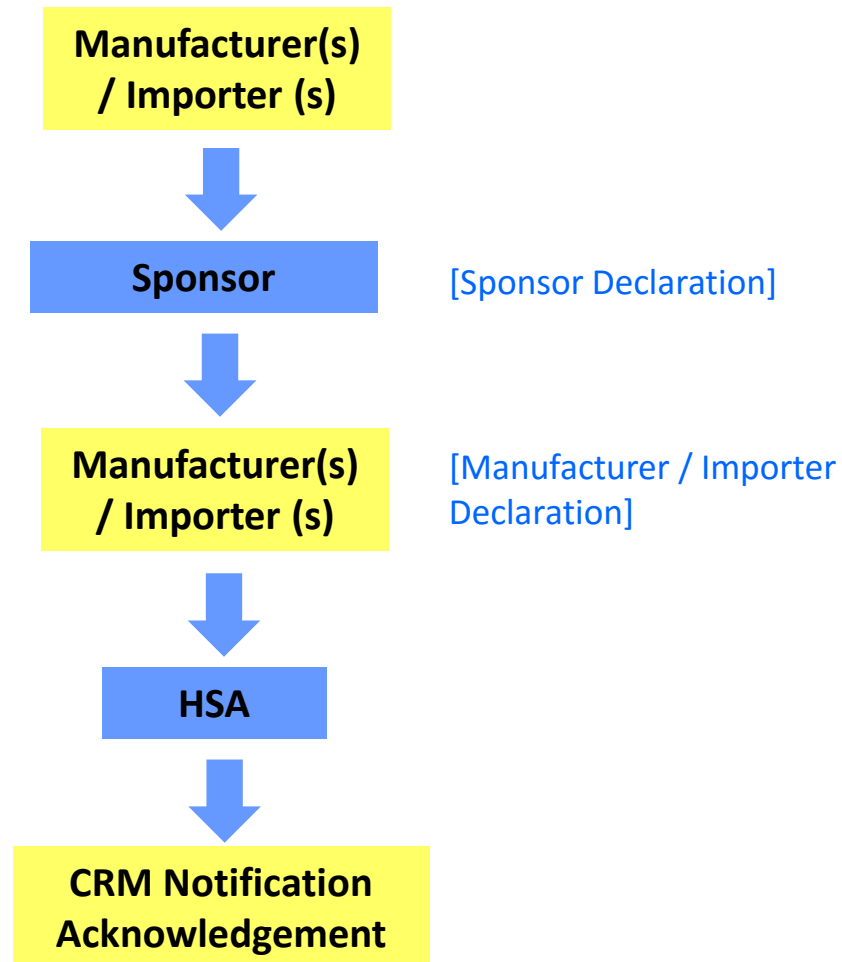 Manufacturer(s)
/ Importer (s)
Sponsor
[Sponsor Declaration]
Manufacturer(s)
/ Importer (s)
[Manufacturer / Importer
Declaration]
HSA
CRM Notification
Acknowledgement